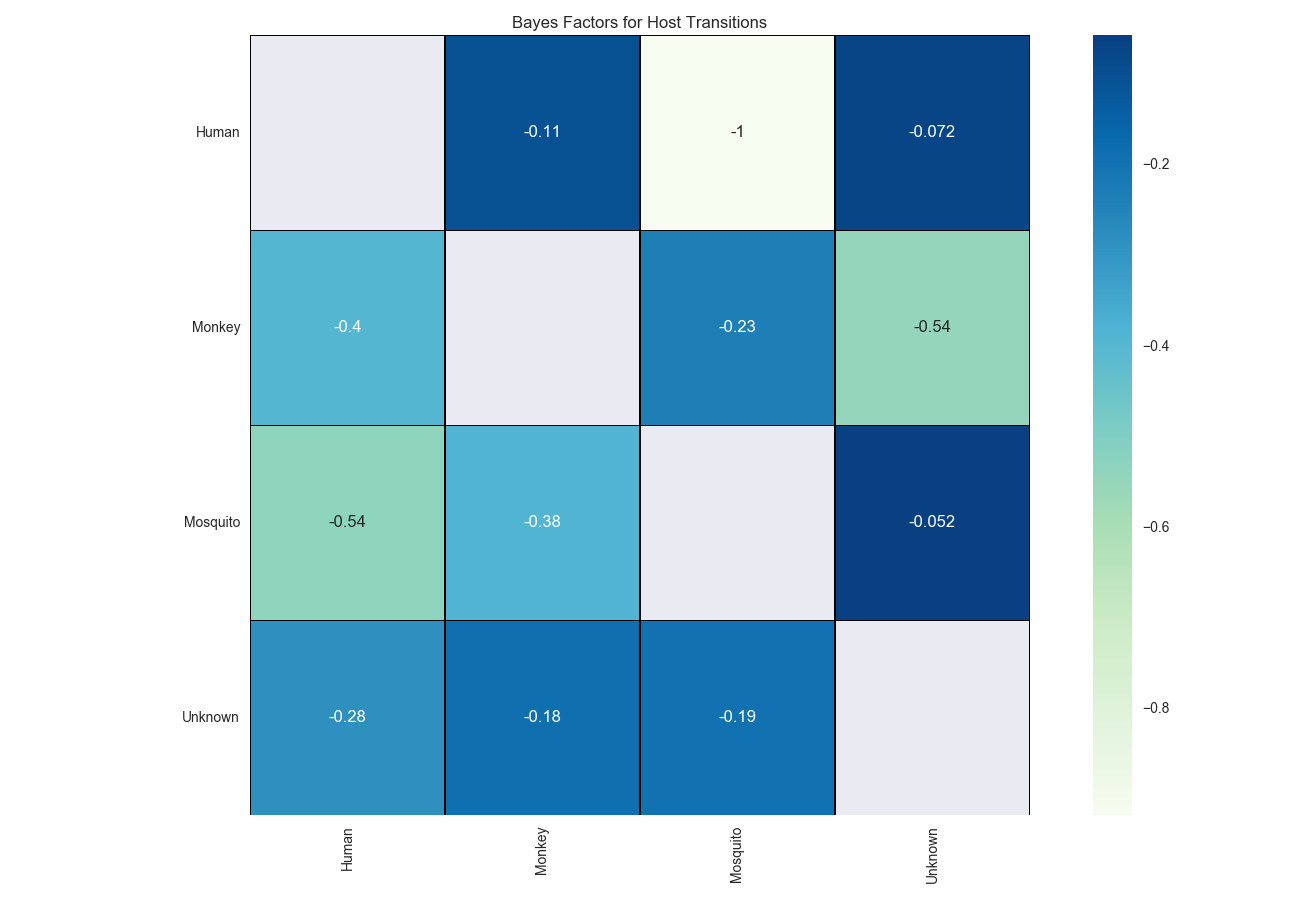 Bayes Factors for Host Transitions
Human
-0.11
-1
-0.072
Monkey
-0.4
-0.23
-0.54
Mosquito
-0.54
-0.38
-0.052
Unknown
-0.28
-0.18
-0.19
Human
Monkey
Mosquito
Unknown
−0.2
−0.4
−0.6
−0.8